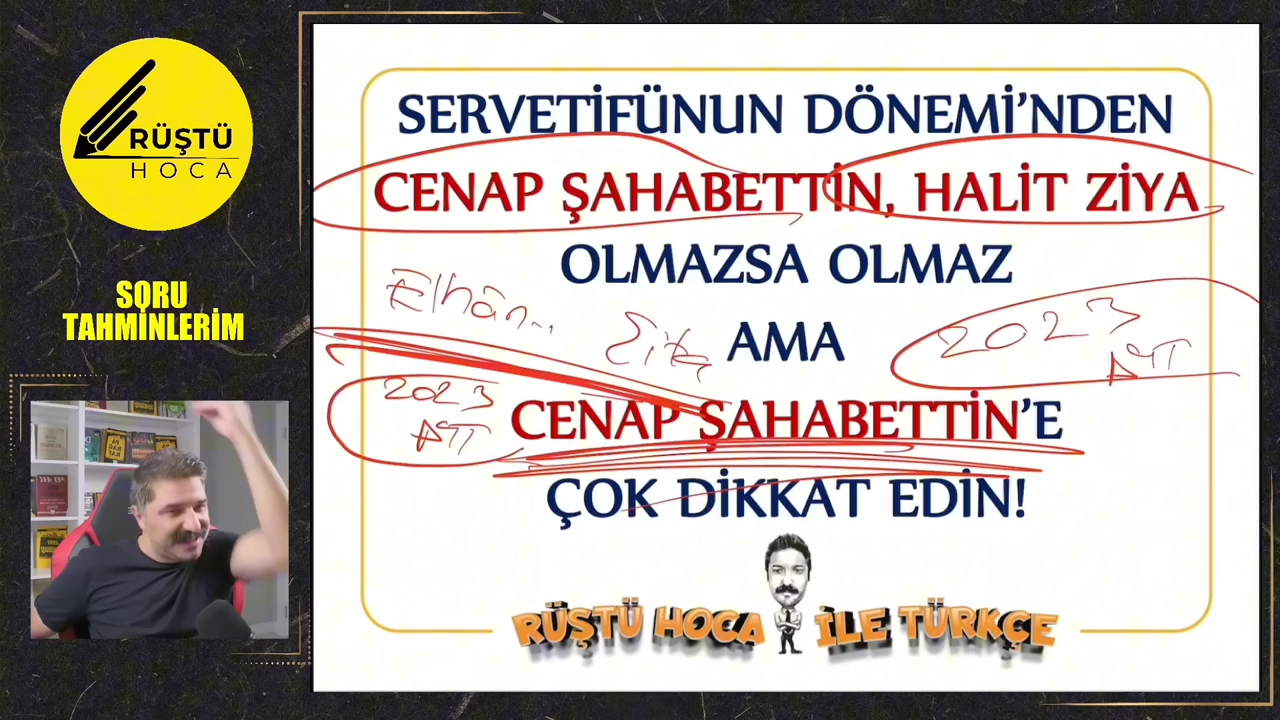 RÜŞTÜ
HOCA
SORU
TAHMİNLERİM
SERVETİFÜNUN DÖNEMİ'NDEN
CENAP ŞAHABETTİN, HALİT ZİYA
OLMAZSA OLMAZ
Elhân...
AMA
2023
AYT
2023
AYT
CENAP ŞAHABETTİN'E
ÇOK DİKKAT EDİN!
RÜŞTÜ HOCA İLE TÜRKÇE